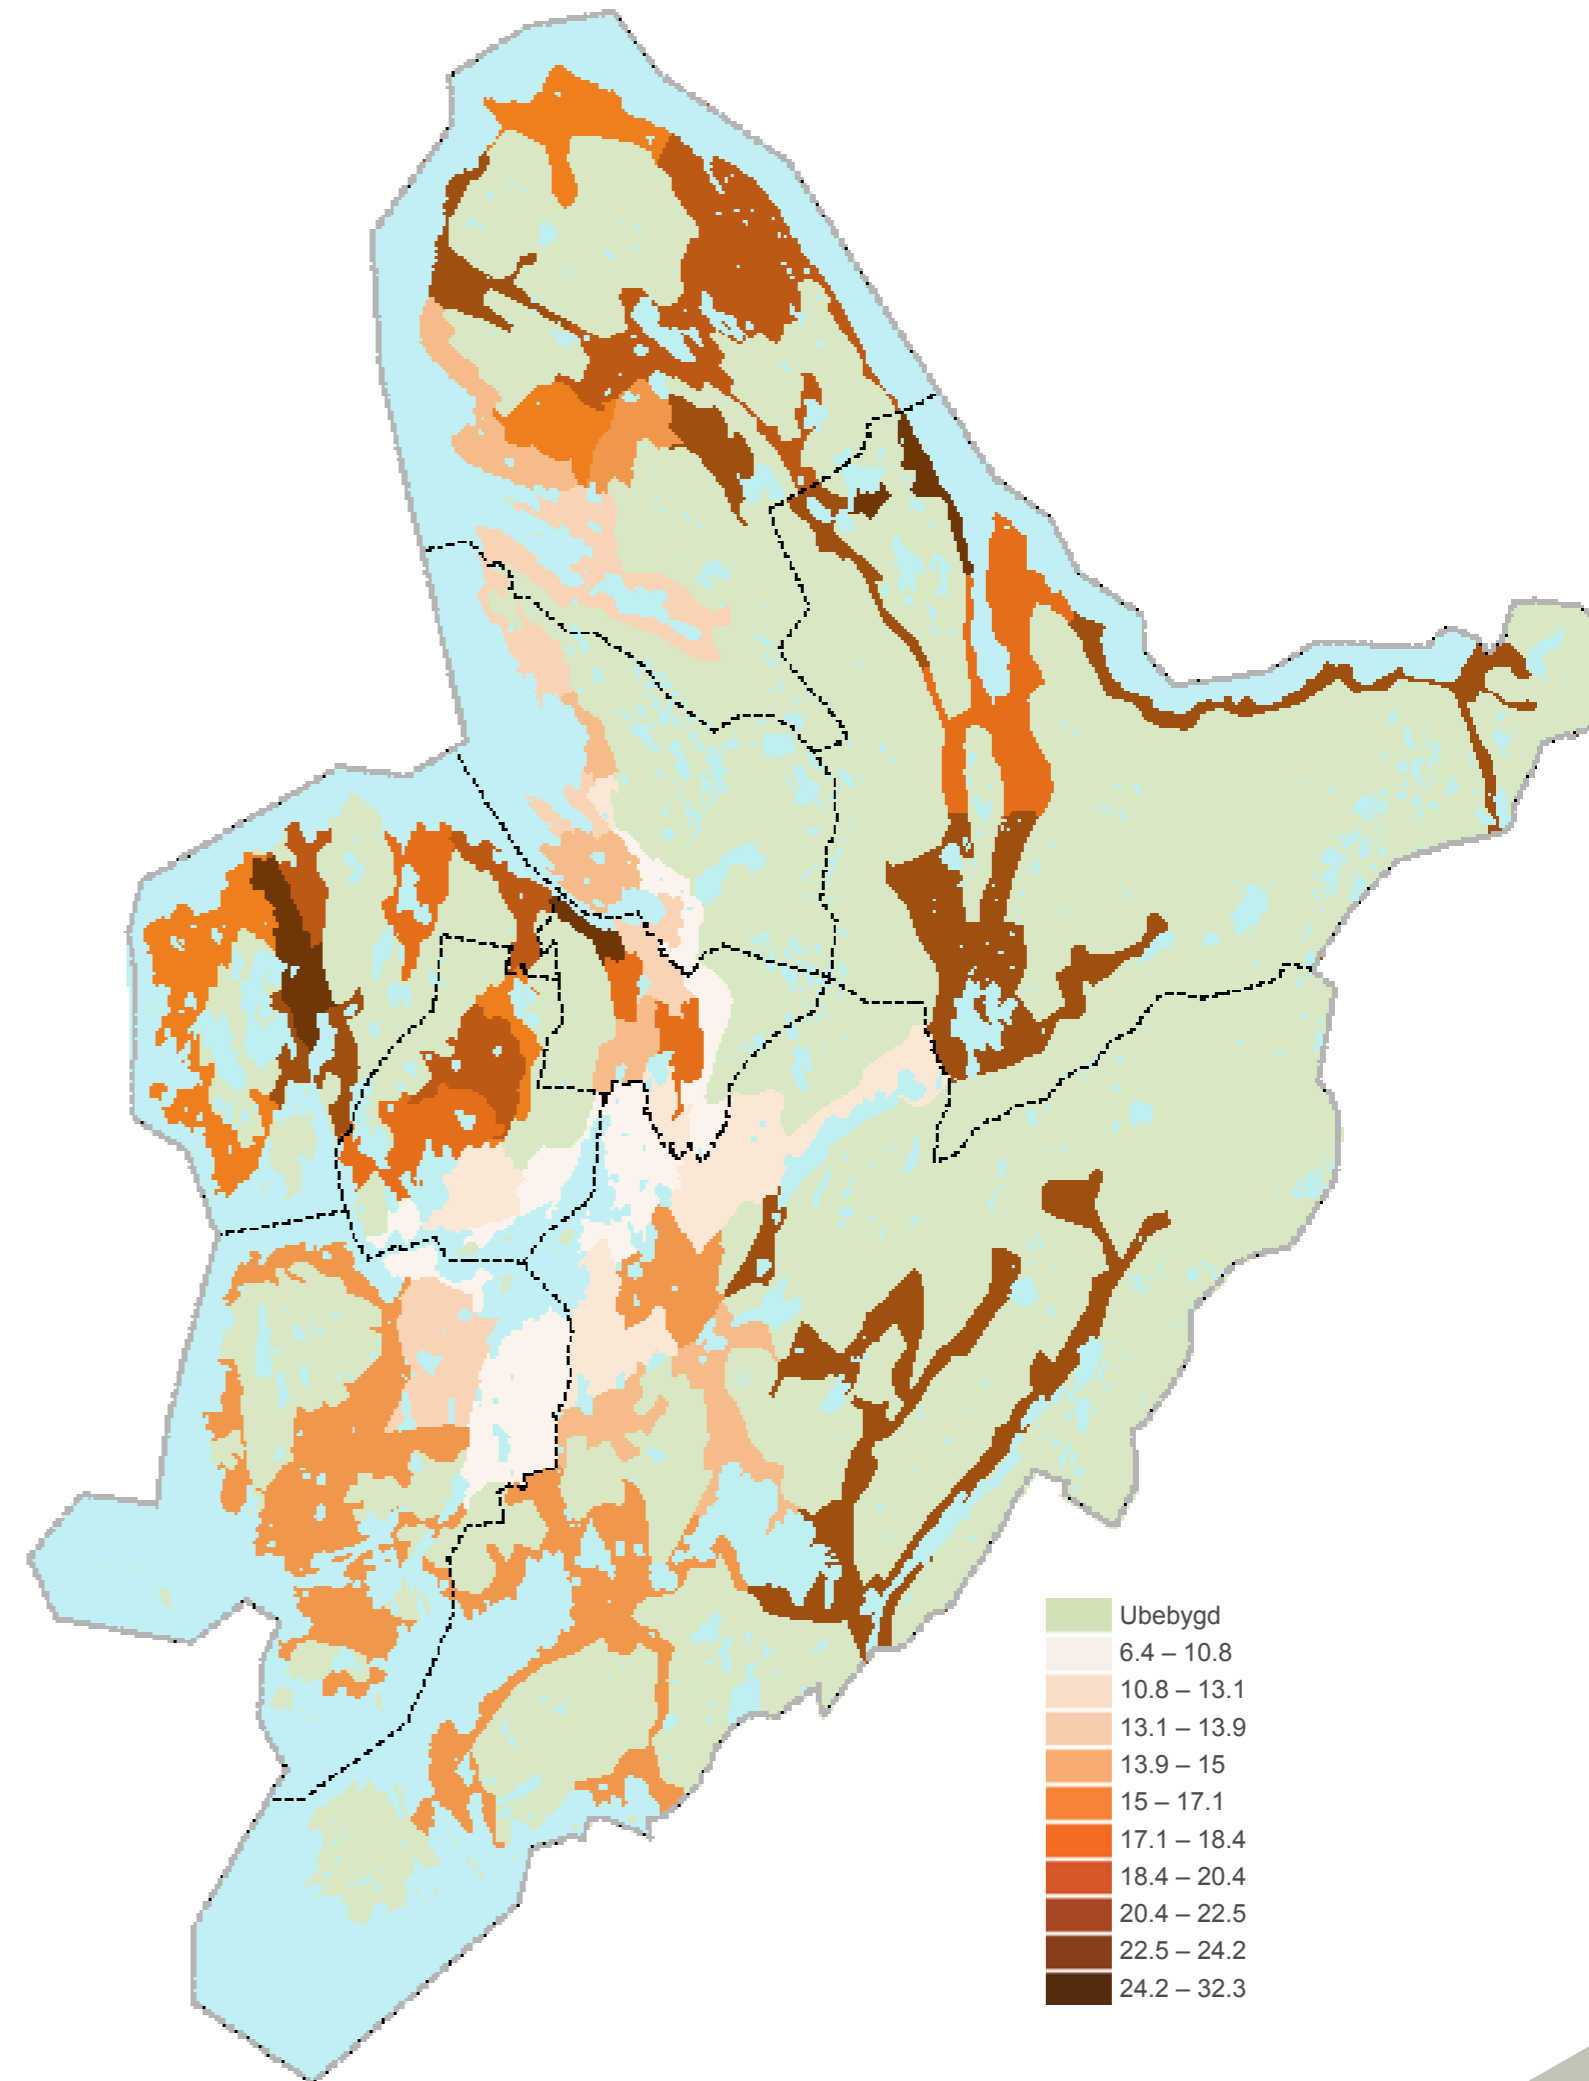 Ubebygd
6.4 – 10.8
10.8 – 13.1
13.1 – 13.9
13.9 – 15
15 – 17.1
17.1 – 18.4
18.4 – 20.4
20.4 – 22.5
22.5 – 24.2
24.2 – 32.3